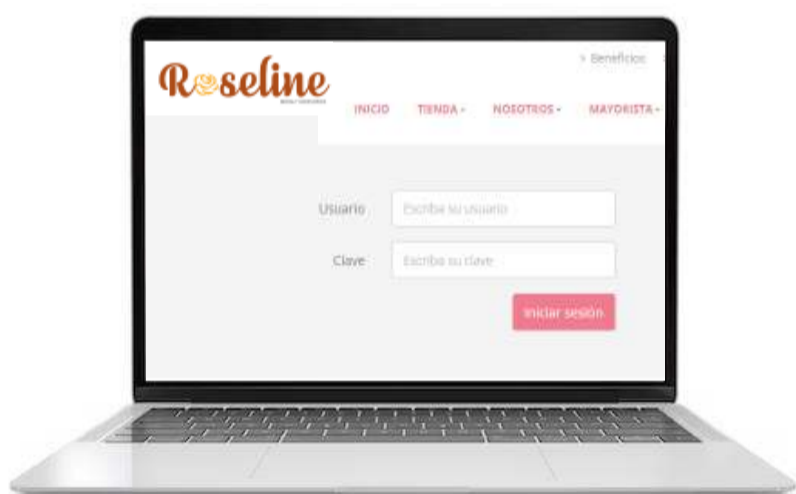 > Beneficios
Roseline
INICIO TIENDA NOSOTROS MAYORISTA
Usuario Escriba su usuario
Clave Escriba su clave
Iniciar sesión